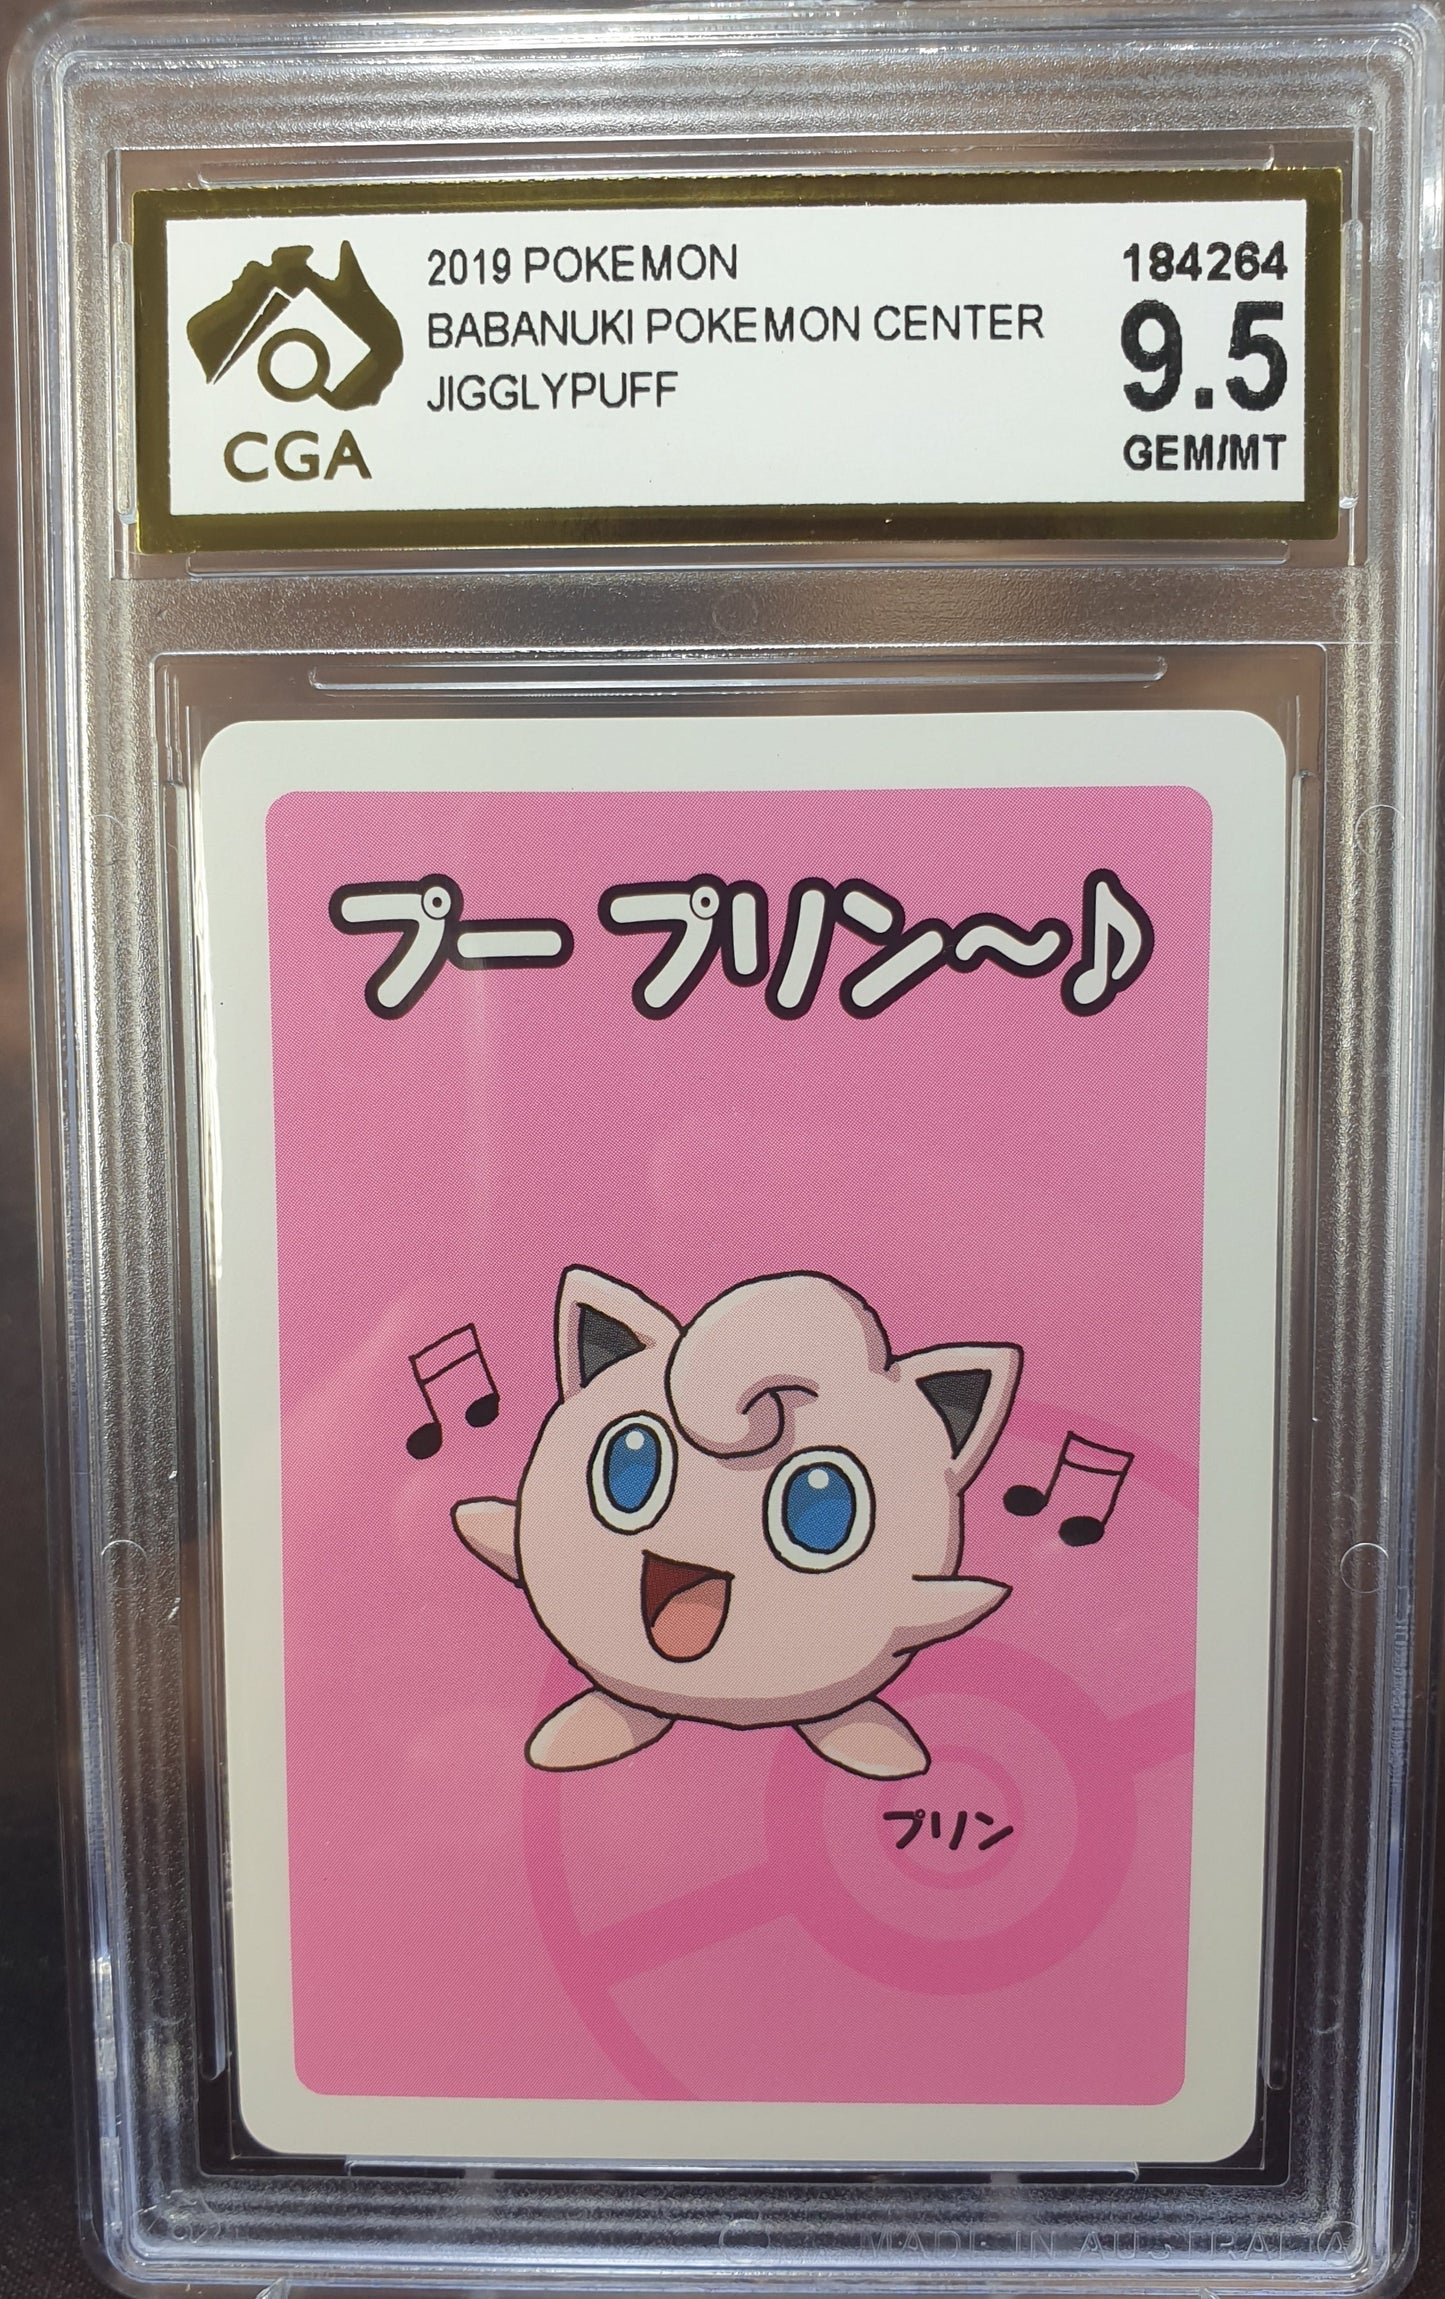 2019 POKEMON
BABANUKI POKEMON CENTER
JIGGLYPUFF
184264
9.5
GEM/MT
CGA
プー プリン～♪
プリン
MADE IN AUSTRALIA